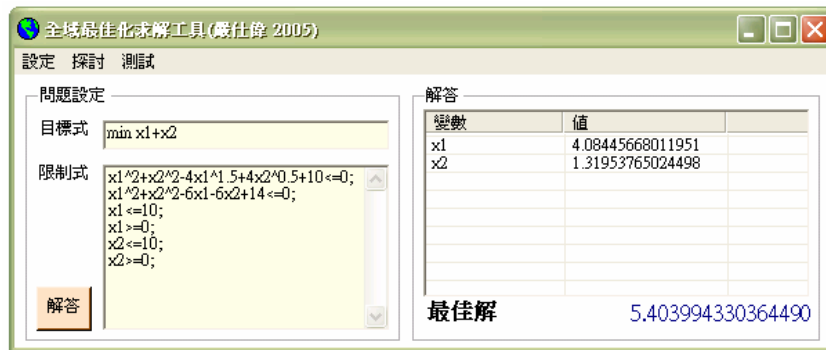 全域最佳化求解工具(嚴仕偉 2005)
設定 探討 測試
問題設定
目標式 min x1+x2
限制式 x1^2+x2^2-4x1^1.5+4x2^0.5+10<=0;
x1^2+x2^2-6x1-6x2+14<=0;
x1<=10;
x1>=0;
x2<=10;
x2>=0;
解答
解答
變數 值
x1 4.08445668011951
x2 1.31953765024498
最佳解 5.403994330364490